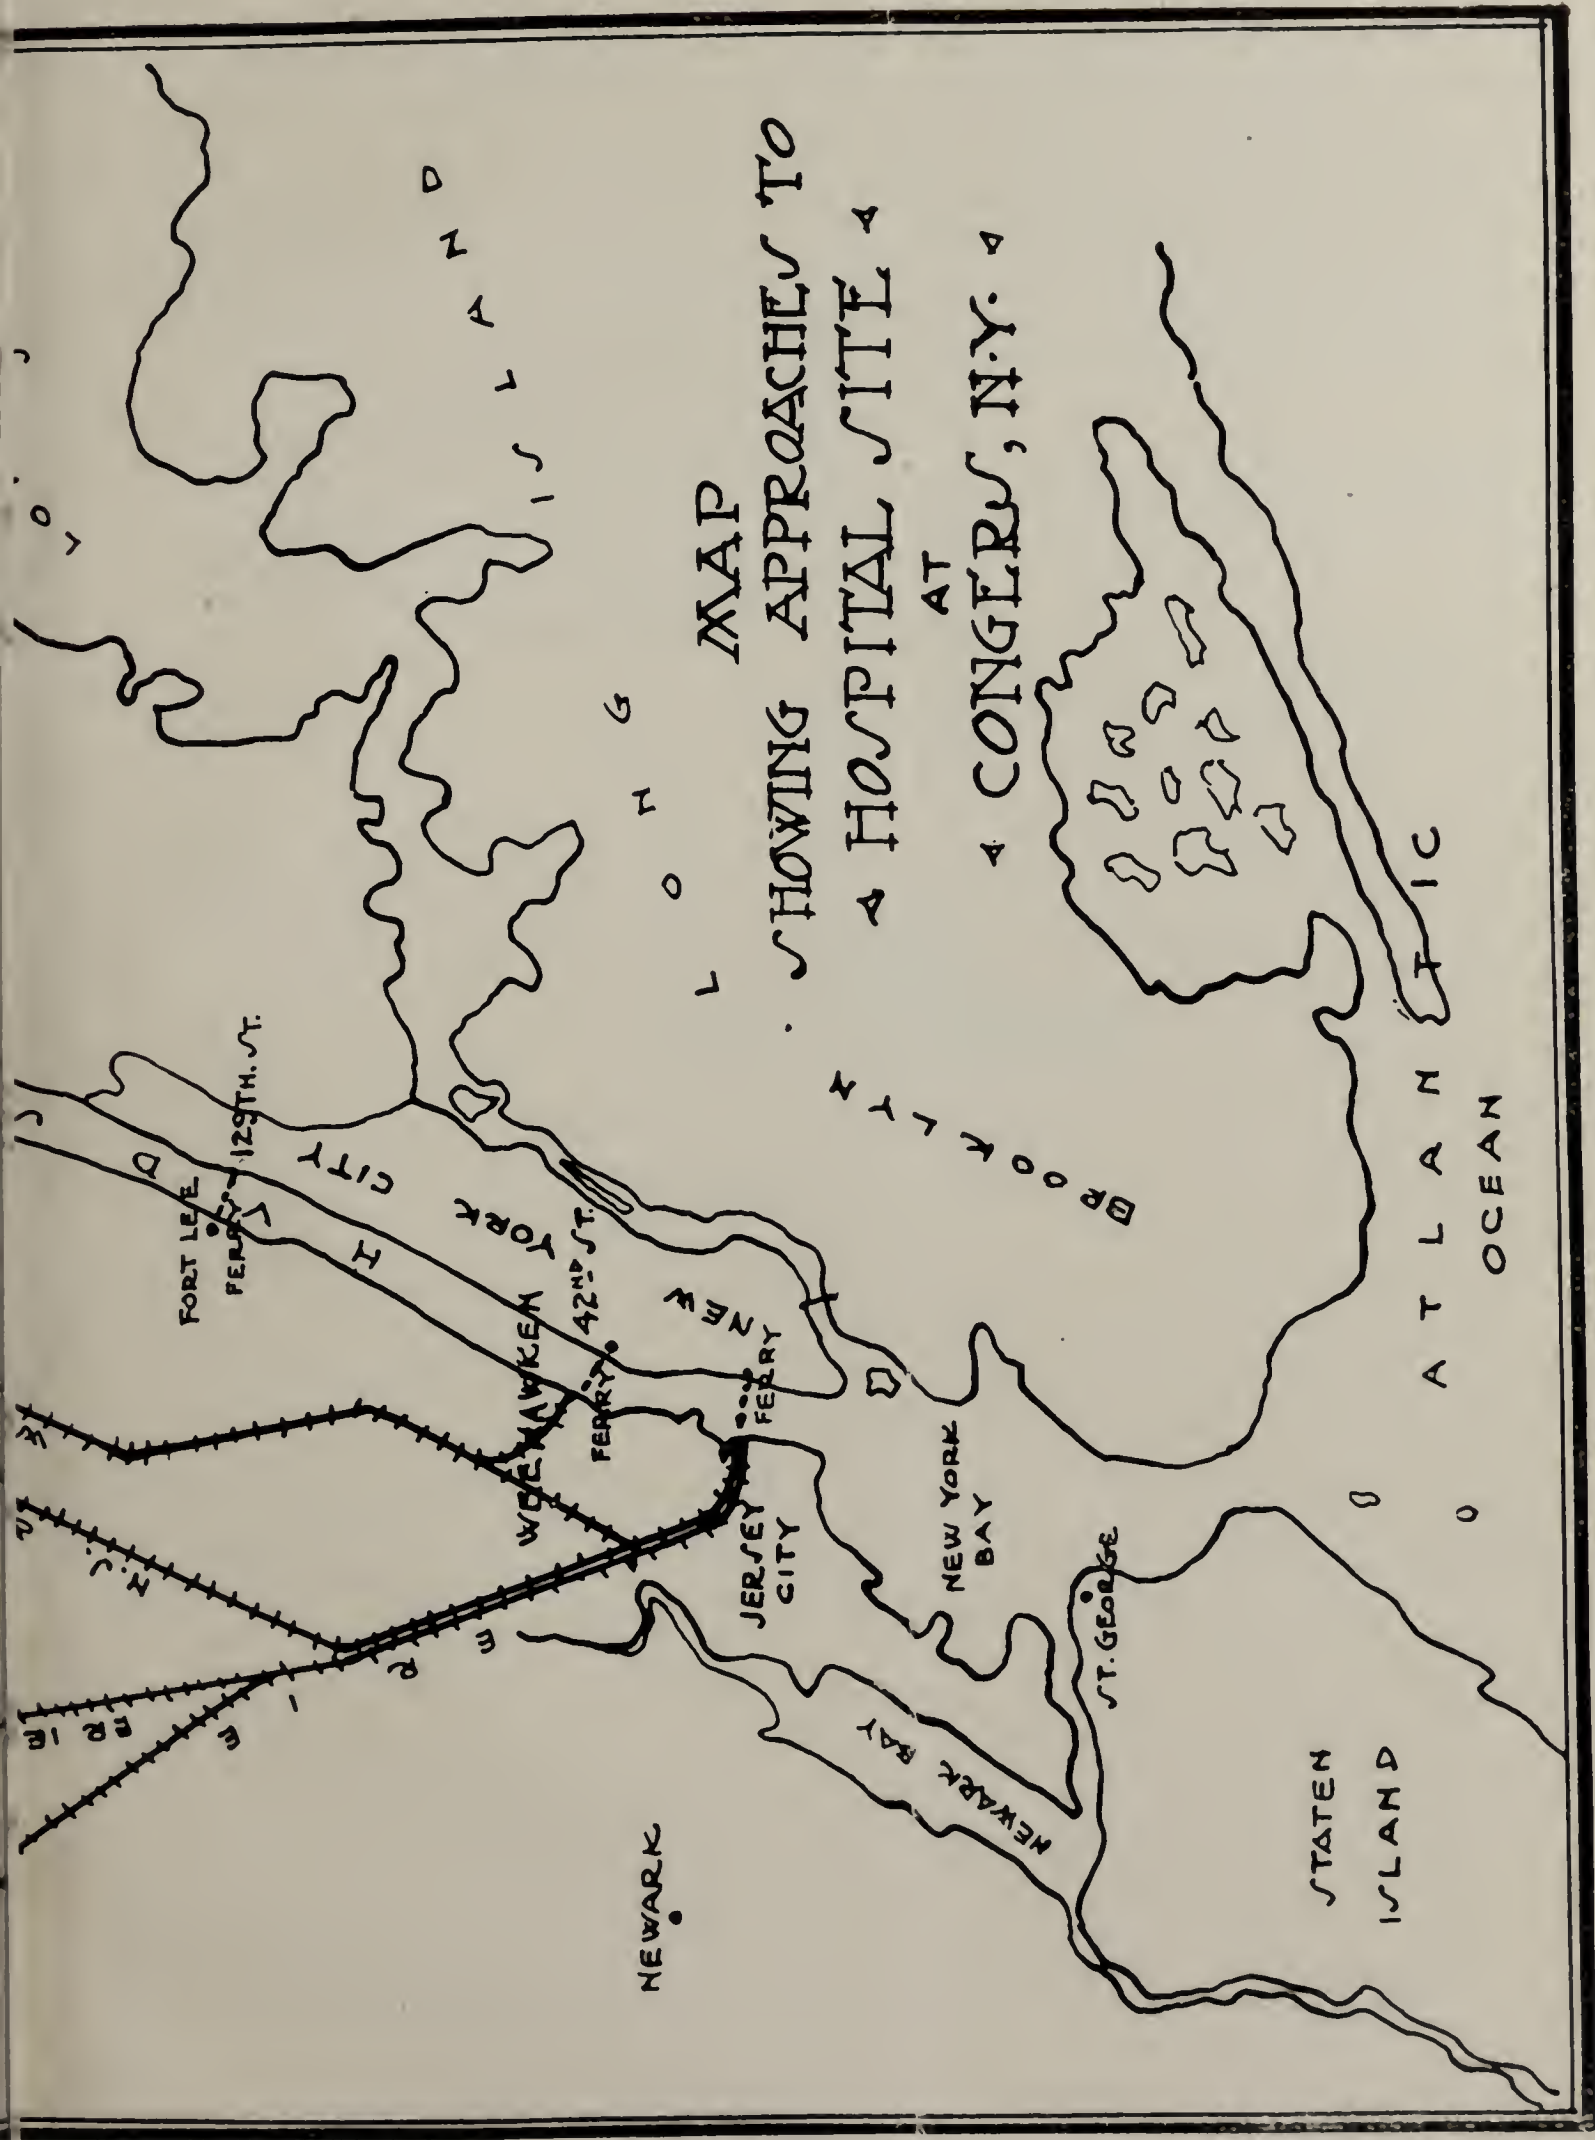 MAP
SHOWING APPROACHES TO
HOSPITAL SITE
AT
CONGERS, N.Y.
FORT LEE
FERRY
129TH. ST.
WEEHAWKEN
FERRY
42ND ST.
FERRY
JERSEY
CITY
NEW YORK CITY
LONG ISLAND
BROOKLYN
NEW YORK
BAY
ST. GEORGE
NEWARK
NEWARK BAY
STATEN
ISLAND
ATLANTIC
OCEAN